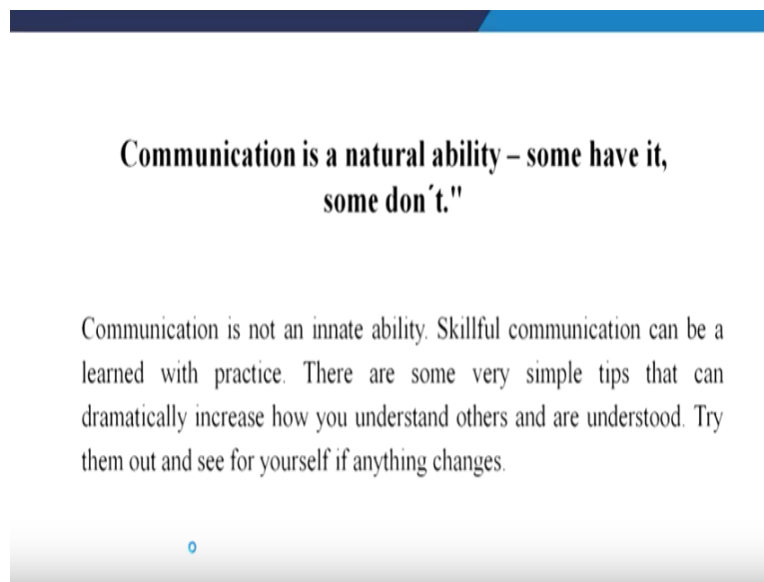 Communication is a natural ability – some have it,
some don´t."
Communication is not an innate ability. Skillful communication can be a
learned with practice. There are some very simple tips that can
dramatically increase how you understand others and are understood. Try
them out and see for yourself if anything changes.